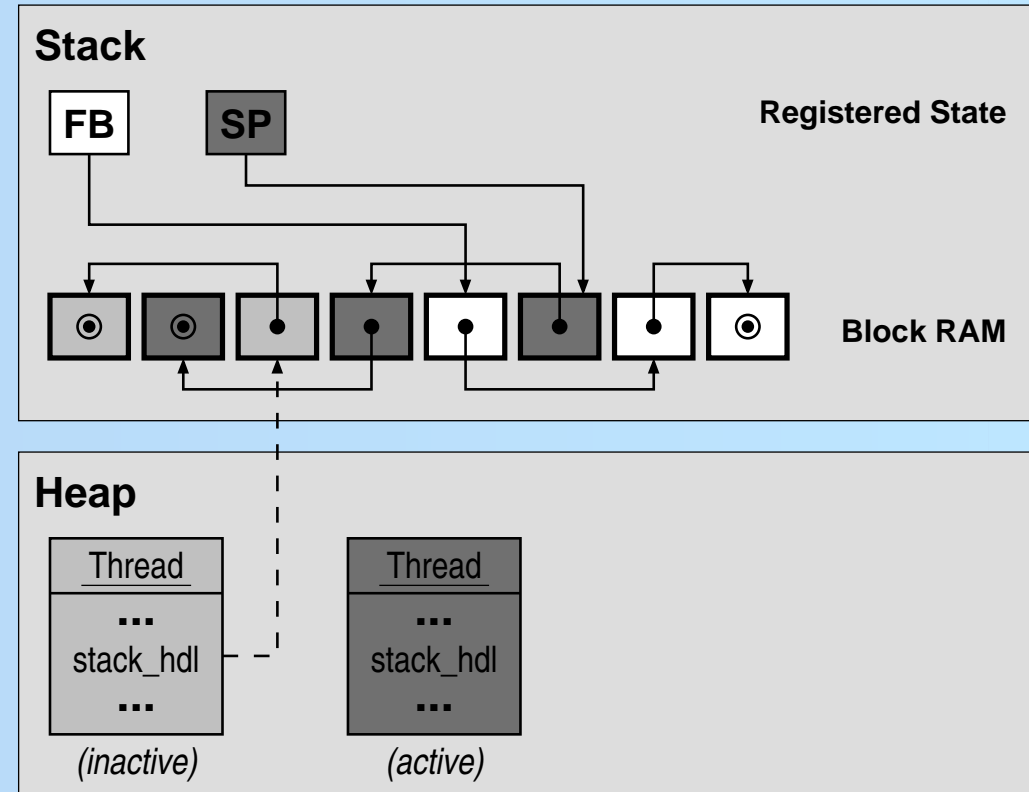 Stack
FB SP Registered State
Block RAM
Heap
Thread Thread
... ...
stack_hdl stack_hdl
... ...
(inactive) (active)